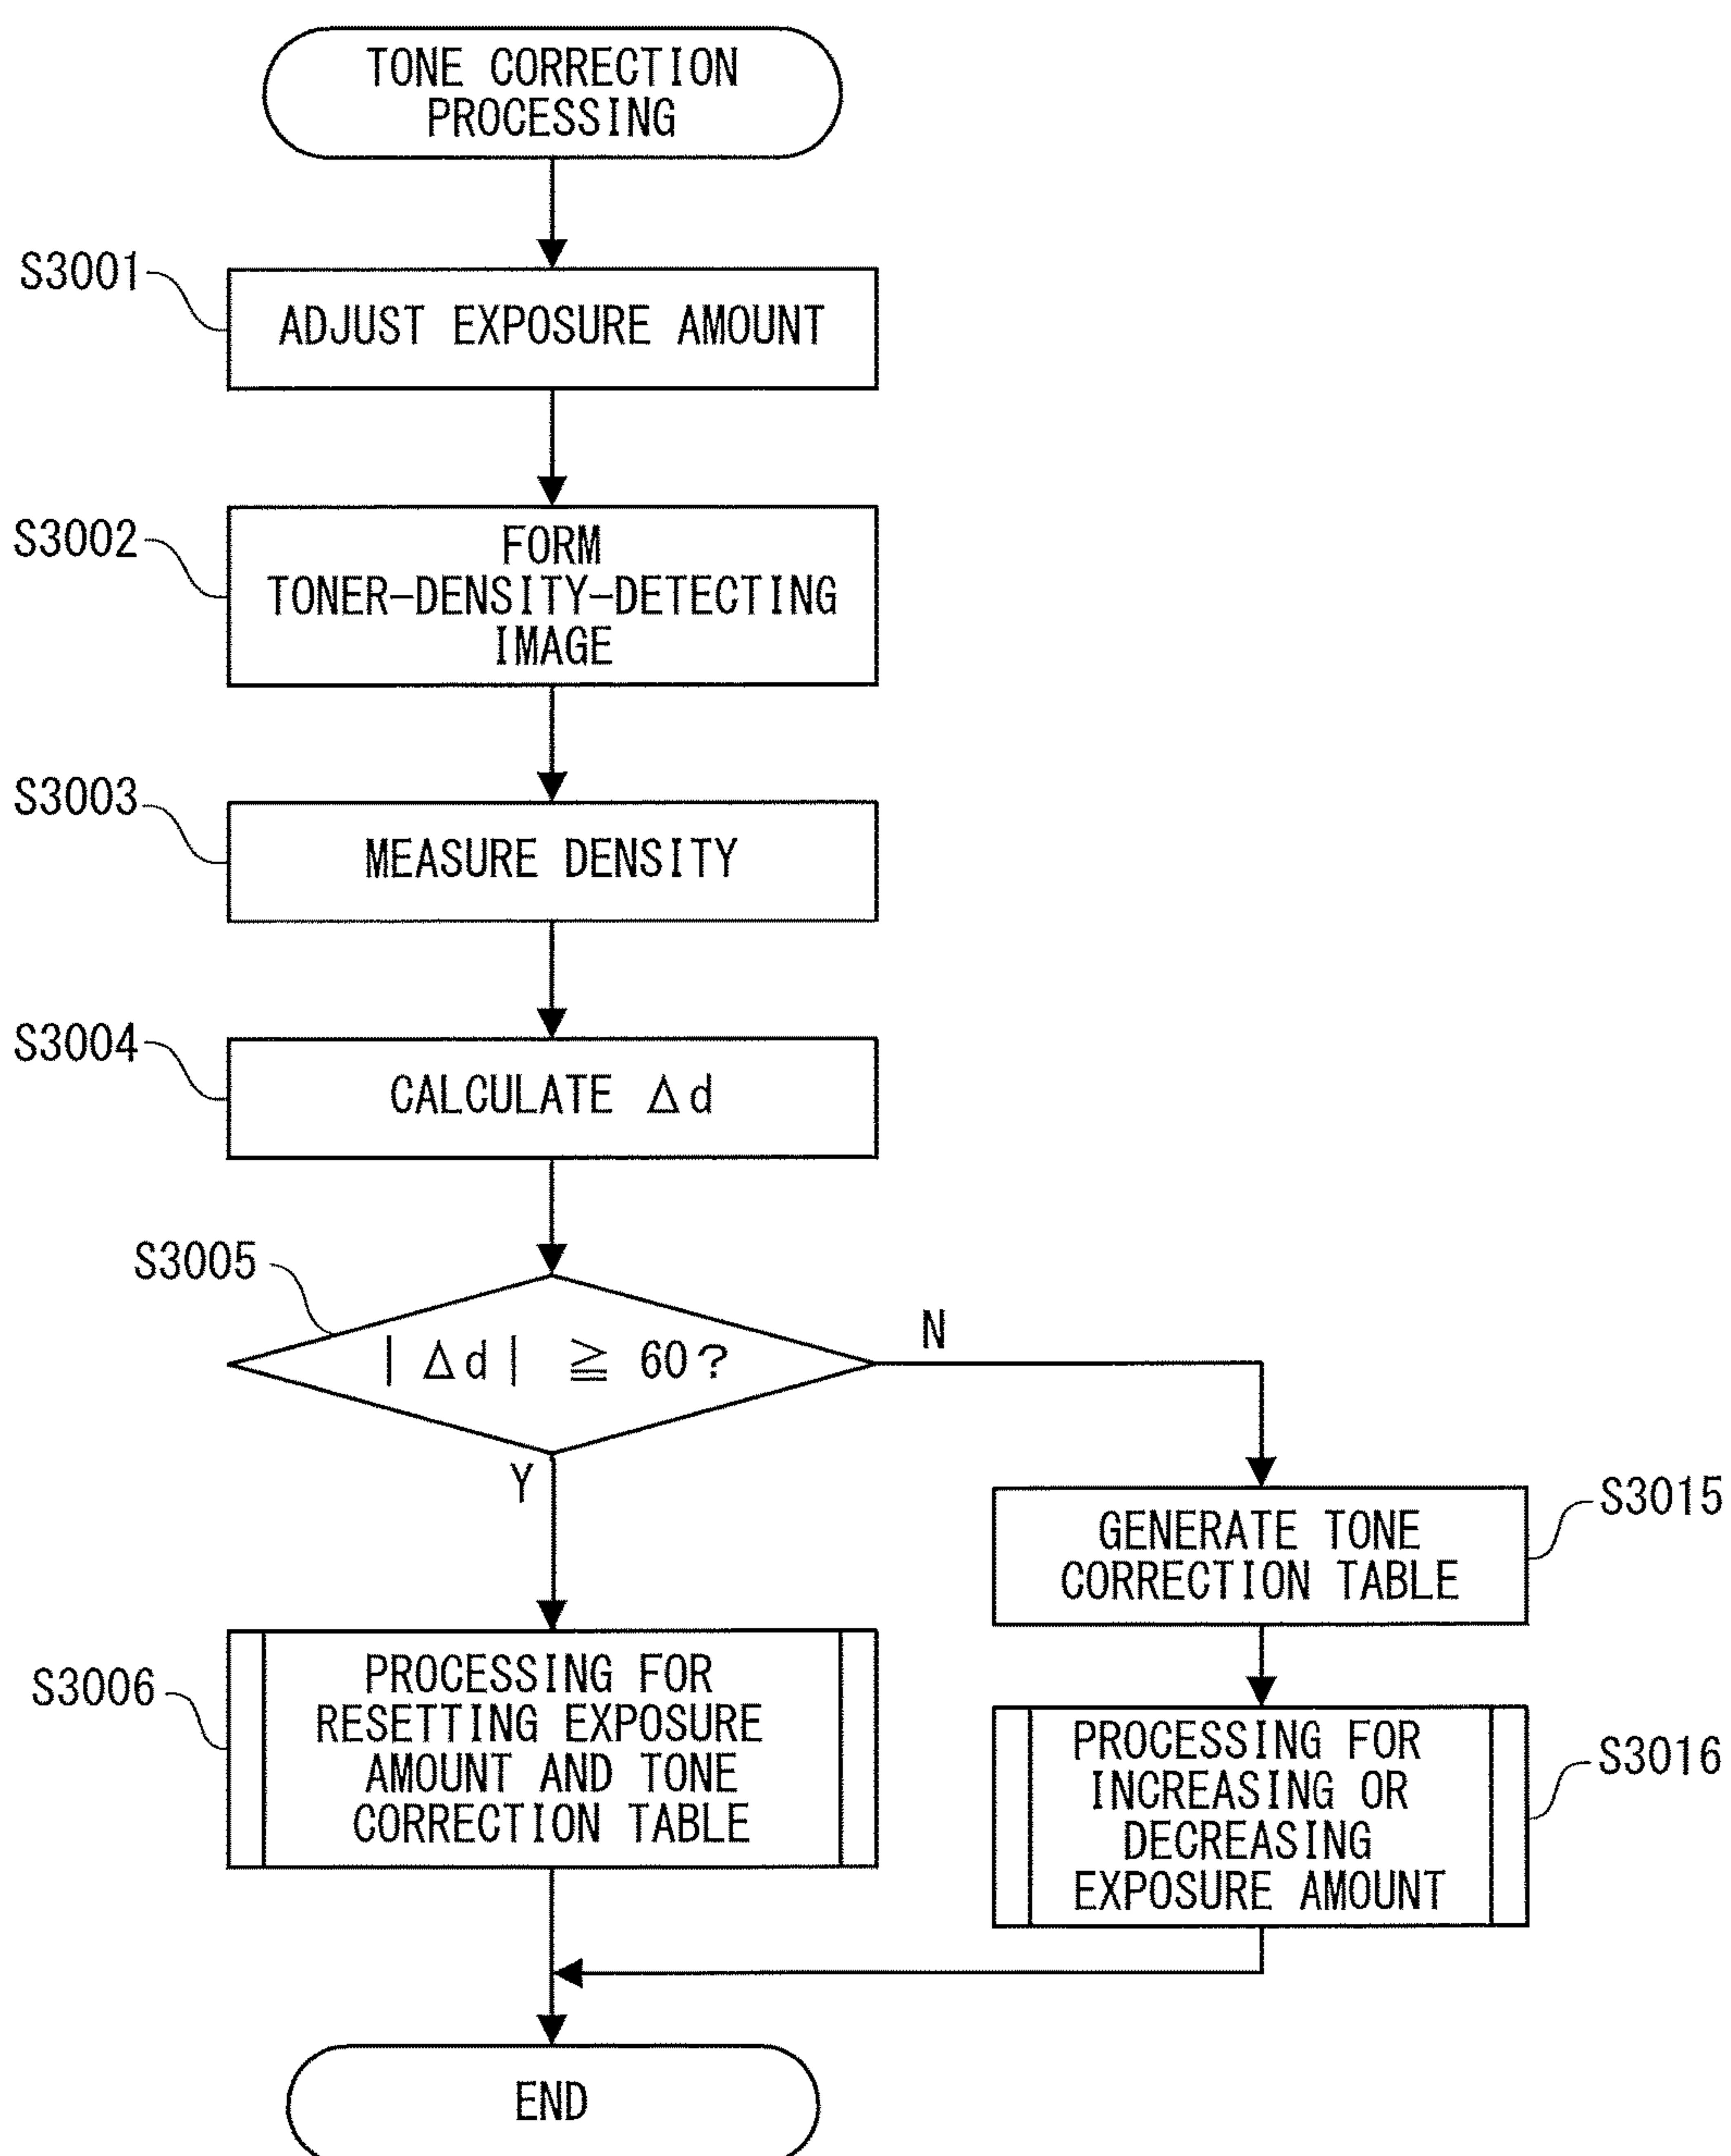 TONE CORRECTION
PROCESSING
S3001
ADJUST EXPOSURE AMOUNT
S3002
FORM
TONER-DENSITY-DETECTING
IMAGE
S3003
MEASURE DENSITY
S3004
CALCULATE Δd
S3005
|Δd| ≧ 60?
N
Y
S3015
GENERATE TONE
CORRECTION TABLE
S3006
PROCESSING FOR
RESETTING EXPOSURE
AMOUNT AND TONE
CORRECTION TABLE
S3016
PROCESSING FOR
INCREASING OR
DECREASING
EXPOSURE AMOUNT
END